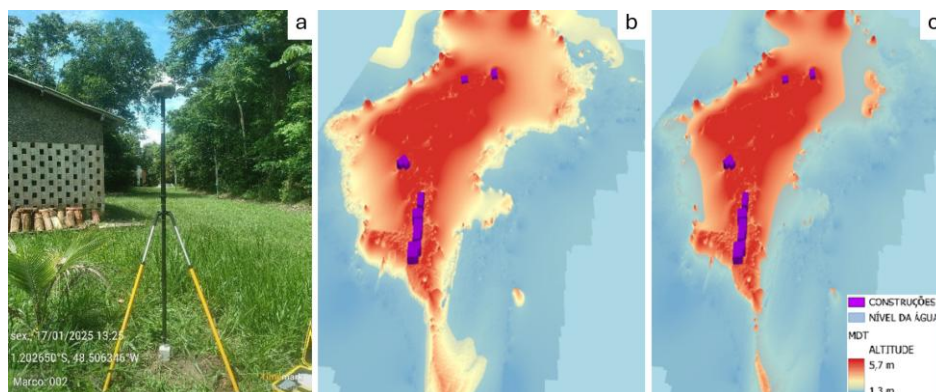 a
b
c
sex., 17/01/2025 13:25
1.202650°S, 48.506346°W
Marco: 002
CONSTRUÇÕES
NÍVEL DA ÁGUA
MDT
ALTITUDE
5,7 m
1,3 m